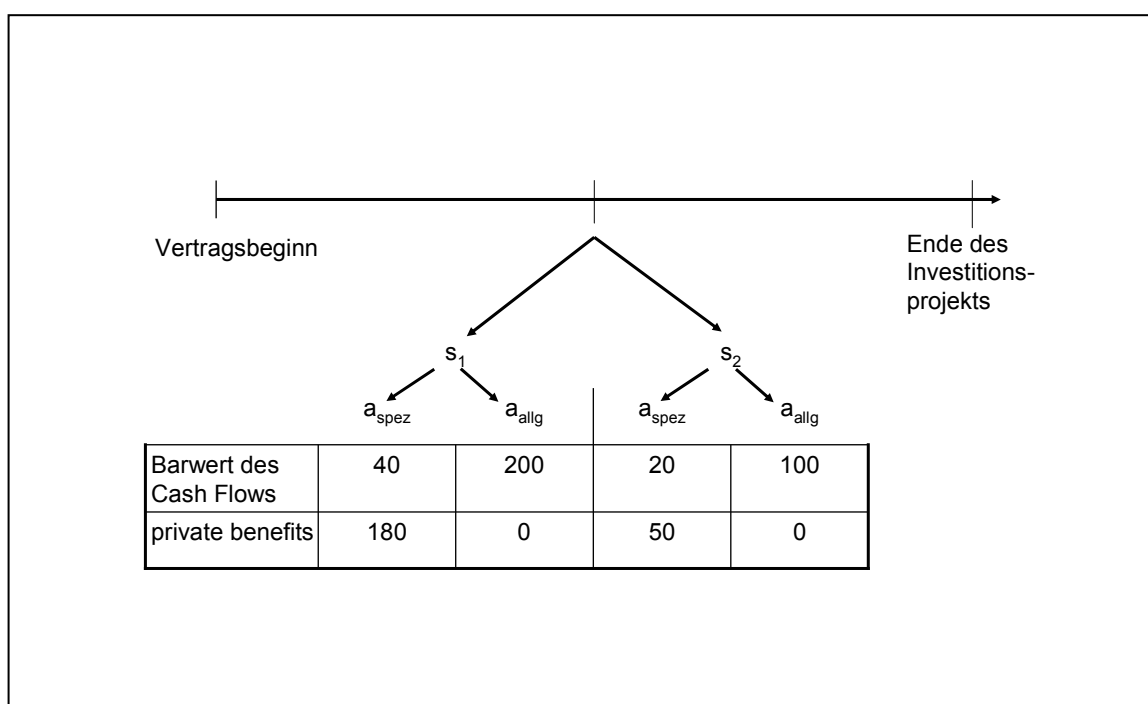 Vertragsbeginn
Ende des
Investitions-
projekts
s1 s2
aspez aallg aspez aallg
Barwert des
Cash Flows 40 200 20 100
private benefits 180 0 50 0